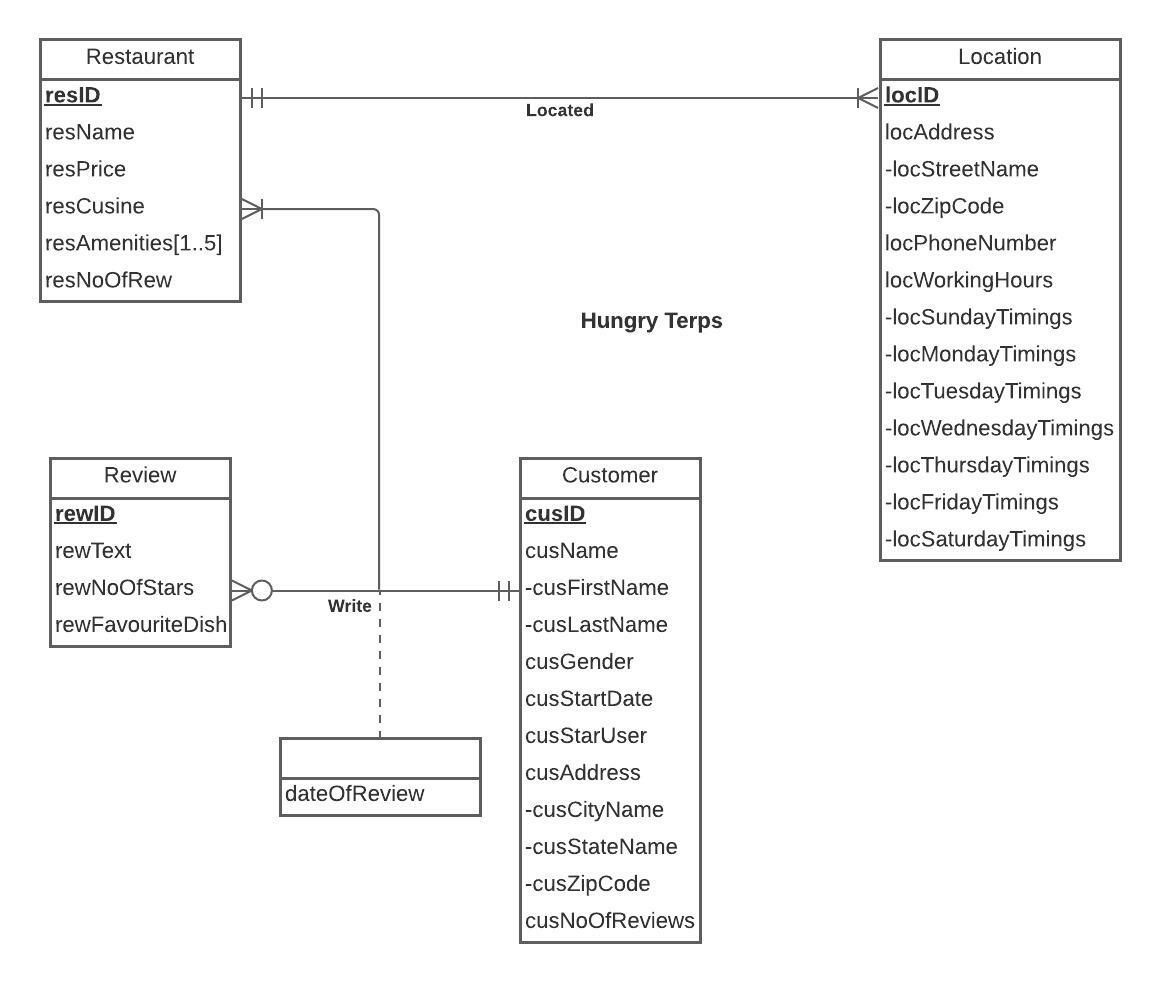 Restaurant
resID
resName
resPrice
resCusine
resAmenities[1..5]
resNoOfRew
Located
Location
locID
locAddress
-locStreetName
-locZipCode
locPhoneNumber
locWorkingHours
-locSundayTimings
-locMondayTimings
-locTuesdayTimings
-locWednesdayTimings
-locThursdayTimings
-locFridayTimings
-locSaturdayTimings
Hungry Terps
Review
rewID
rewText
rewNoOfStars
rewFavouriteDish
Write
Customer
cusID
cusName
-cusFirstName
-cusLastName
cusGender
cusStartDate
cusStarUser
cusAddress
-cusCityName
-cusStateName
-cusZipCode
cusNoOfReviews
dateOfReview